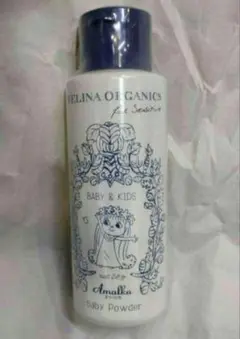 VELINA ORGANICS
for Sensitive
BABY & KIDS
Amalka
baby Powder